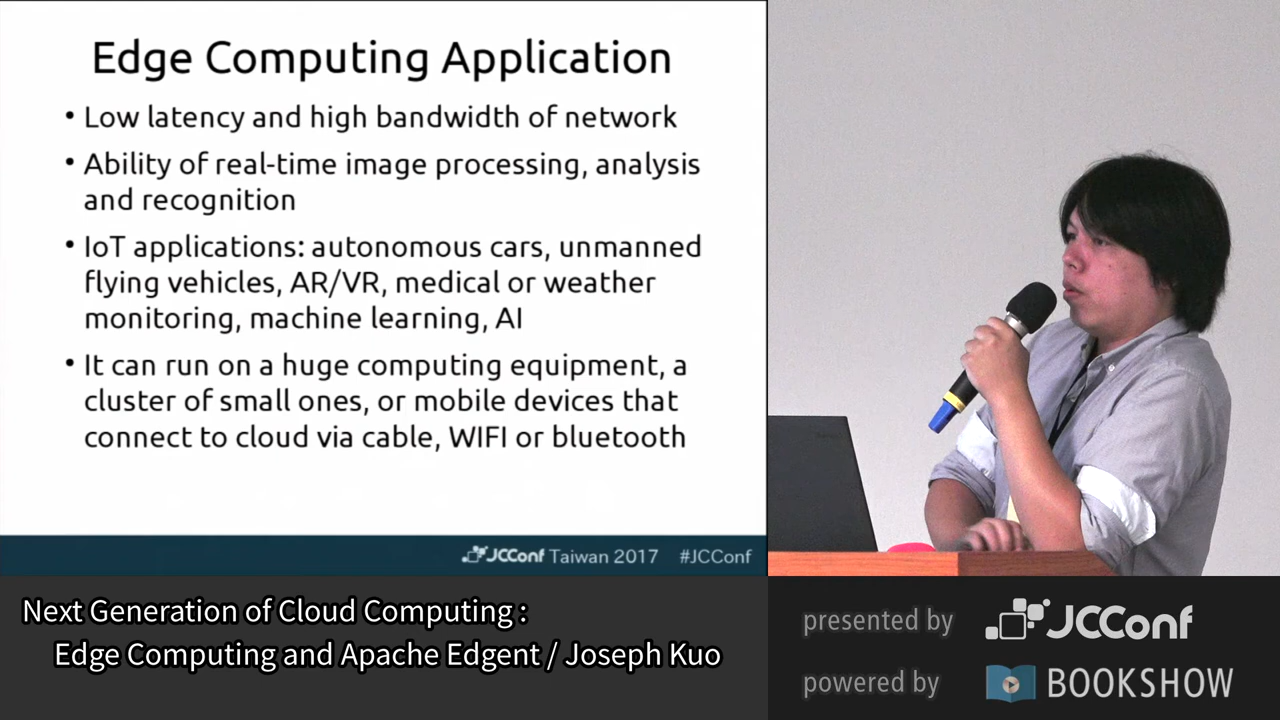 Edge Computing Application
• Low latency and high bandwidth of network
• Ability of real-time image processing, analysis
and recognition
• IoT applications: autonomous cars, unmanned
flying vehicles, AR/VR, medical or weather
monitoring, machine learning, AI
• It can run on a huge computing equipment, a
cluster of small ones, or mobile devices that
connect to cloud via cable, WIFI or bluetooth
JCConf Taiwan 2017 #JCConf
Next Generation of Cloud Computing :
Edge Computing and Apache Edgent / Joseph Kuo
presented by JCConf
powered by BOOKSHOW